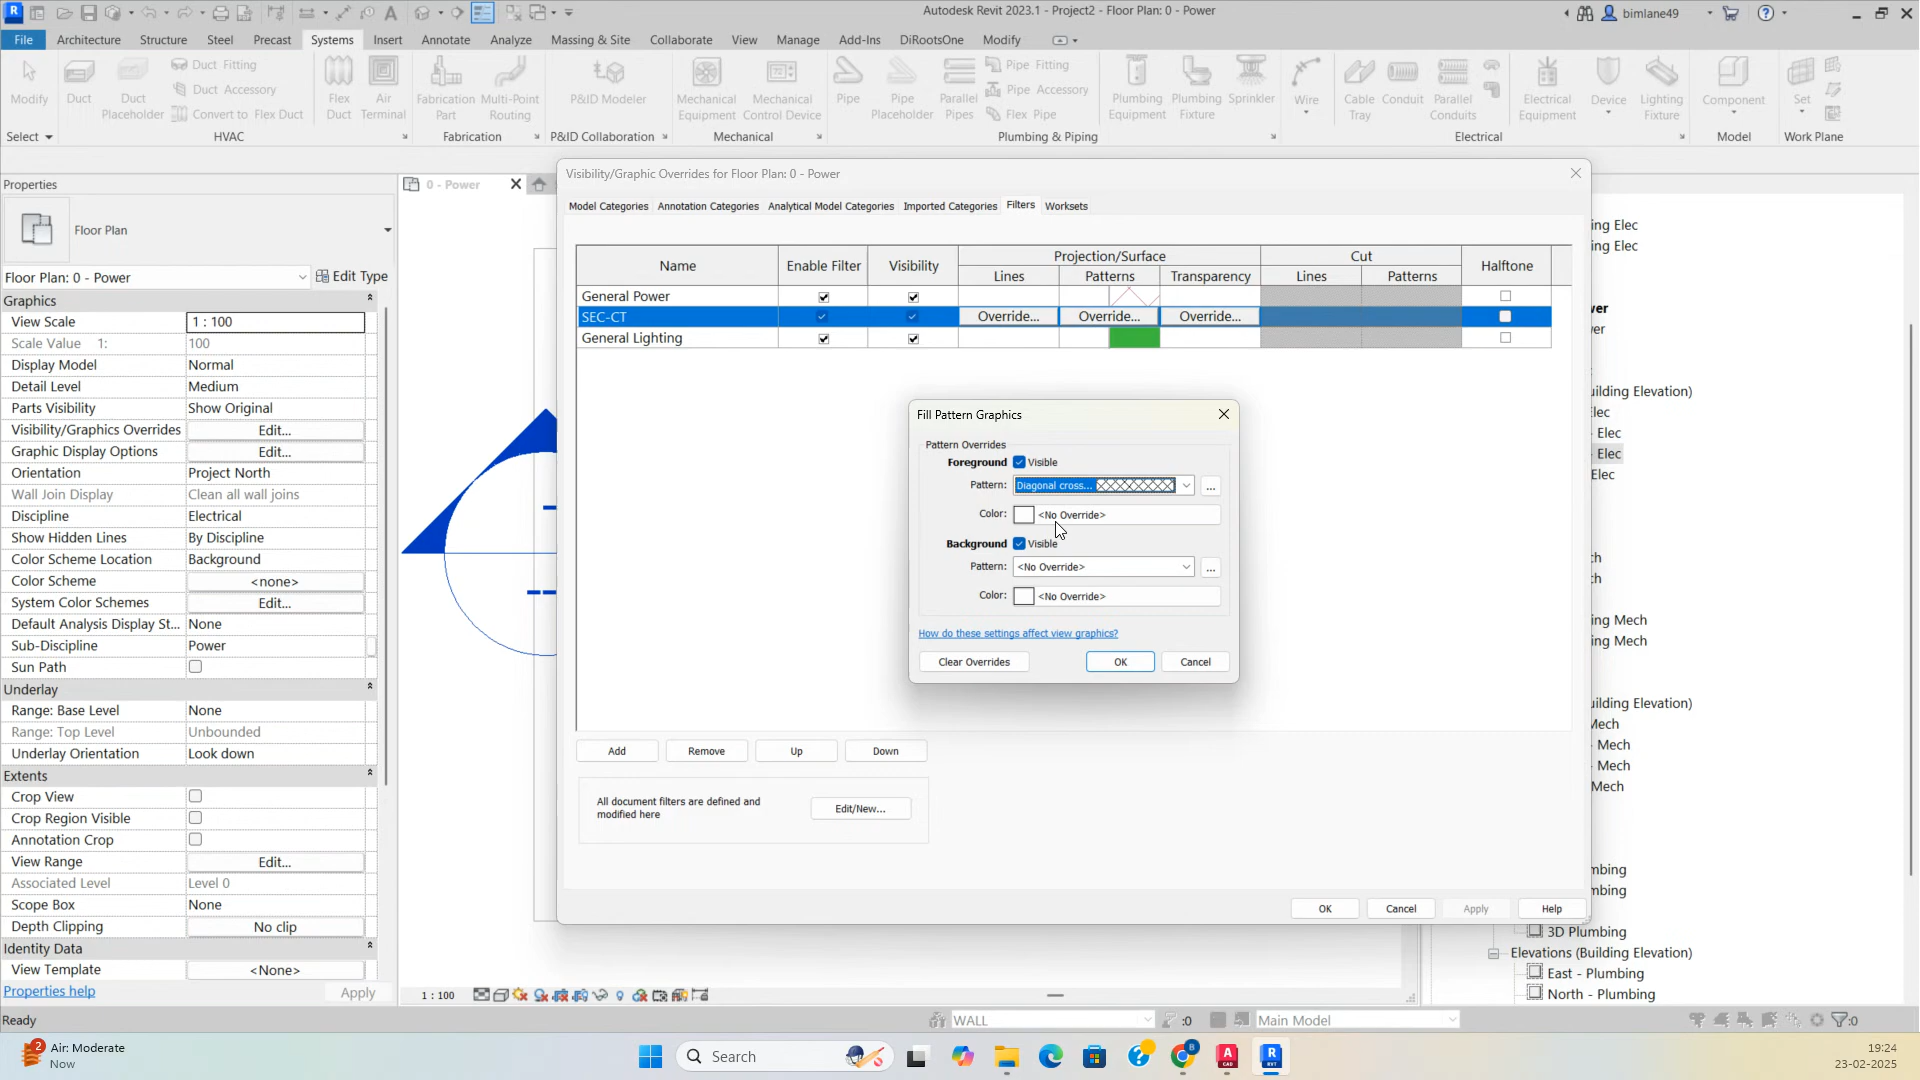 Autodesk Revit 2023.1 - Project2 - Floor Plan: 0 - Power
bimlane49
File Architecture Structure Steel Precast Systems Insert Annotate Analyze Massing & Site Collaborate View Manage Add-Ins DiRootsOne Modify
Modify
Duct
Duct Placeholder
Duct Fitting
Duct Accessory
Convert to Flex Duct
Flex Duct
Air Terminal
Fabrication Part
Multi-Point Routing
P&ID Modeler
Mechanical Equipment
Mechanical Control Device
Pipe
Pipe Placeholder
Parallel Pipes
Pipe Fitting
Pipe Accessory
Flex Pipe
Plumbing Equipment
Plumbing Fixture
Sprinkler
Wire
Cable Tray
Conduit
Parallel Conduits
Electrical Equipment
Device
Lighting Fixture
Component
Set
Select HVAC Fabrication P&ID Collaboration Mechanical Plumbing & Piping Electrical Model Work Plane
Properties
Floor Plan
Floor Plan: 0 - Power Edit Type
Graphics
View Scale 1 : 100
Scale Value 1: 100
Display Model Normal
Detail Level Medium
Parts Visibility Show Original
Visibility/Graphics Overrides Edit...
Graphic Display Options Edit...
Orientation Project North
Wall Join Display Clean all wall joins
Discipline Electrical
Show Hidden Lines By Discipline
Color Scheme Location Background
Color Scheme <none>
System Color Schemes Edit...
Default Analysis Display St... None
Sub-Discipline Power
Sun Path
Underlay
Range: Base Level None
Range: Top Level Unbounded
Underlay Orientation Look down
Extents
Crop View
Crop Region Visible
Annotation Crop
View Range Edit...
Associated Level Level 0
Scope Box None
Depth Clipping No clip
Identity Data
View Template <None>
Properties help Apply
0 - Power
Visibility/Graphic Overrides for Floor Plan: 0 - Power
Model Categories Annotation Categories Analytical Model Categories Imported Categories Filters Worksets
Name Enable Filter Visibility Projection/Surface Cut Halftone
Lines Patterns Transparency Lines Patterns
General Power
SEC-CT Override... Override... Override...
General Lighting
Fill Pattern Graphics
Pattern Overrides
Foreground Visible
Pattern: Diagonal cross... ...
Color: <No Override>
Background Visible
Pattern: <No Override> ...
Color: <No Override>
How do these settings affect view graphics?
Clear Overrides OK Cancel
Add Remove Up Down
All document filters are defined and
modified here
Edit/New...
OK Cancel Apply Help
ing Elec
ing Elec
wer
wer
uilding Elevation)
lec
- Elec
- Elec
lec
uilding Elevation)
Mech
- Mech
- Mech
Mech
ing Mech
ing Mech
mbing
mbing
3D Plumbing
Elevations (Building Elevation)
East - Plumbing
North - Plumbing
1 : 100
Ready
WALL
:0
Main Model
:0
2
Air: Moderate
Now
Search
19:24
23-02-2025